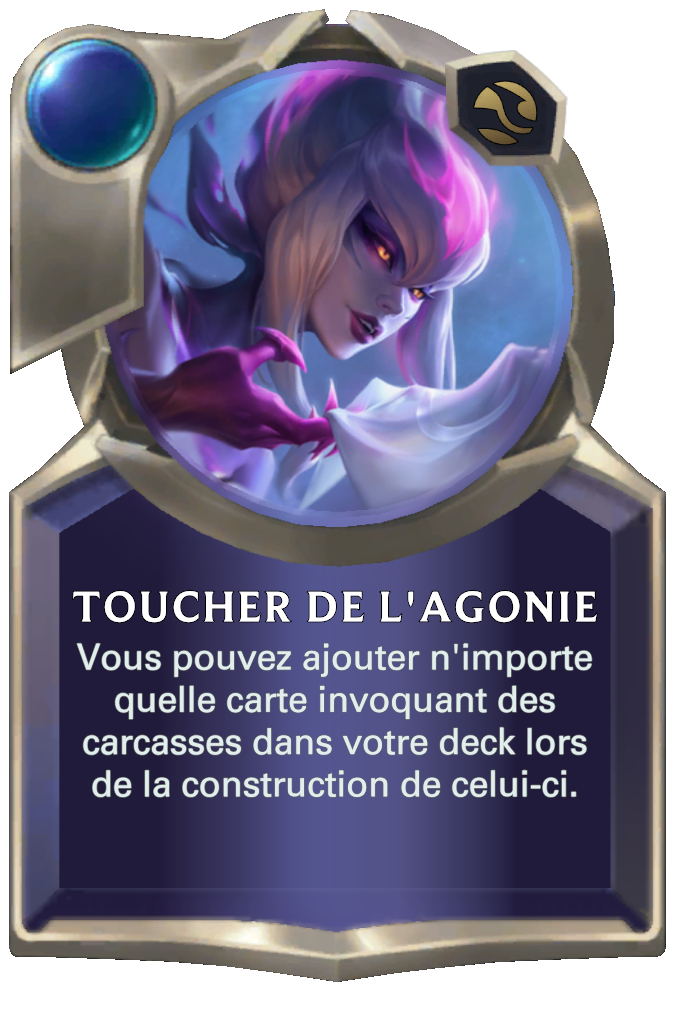 TOUCHER DE L'AGONIE
Vous pouvez ajouter n'importe
quelle carte invoquant des
carcasses dans votre deck lors
de la construction de celui-ci.